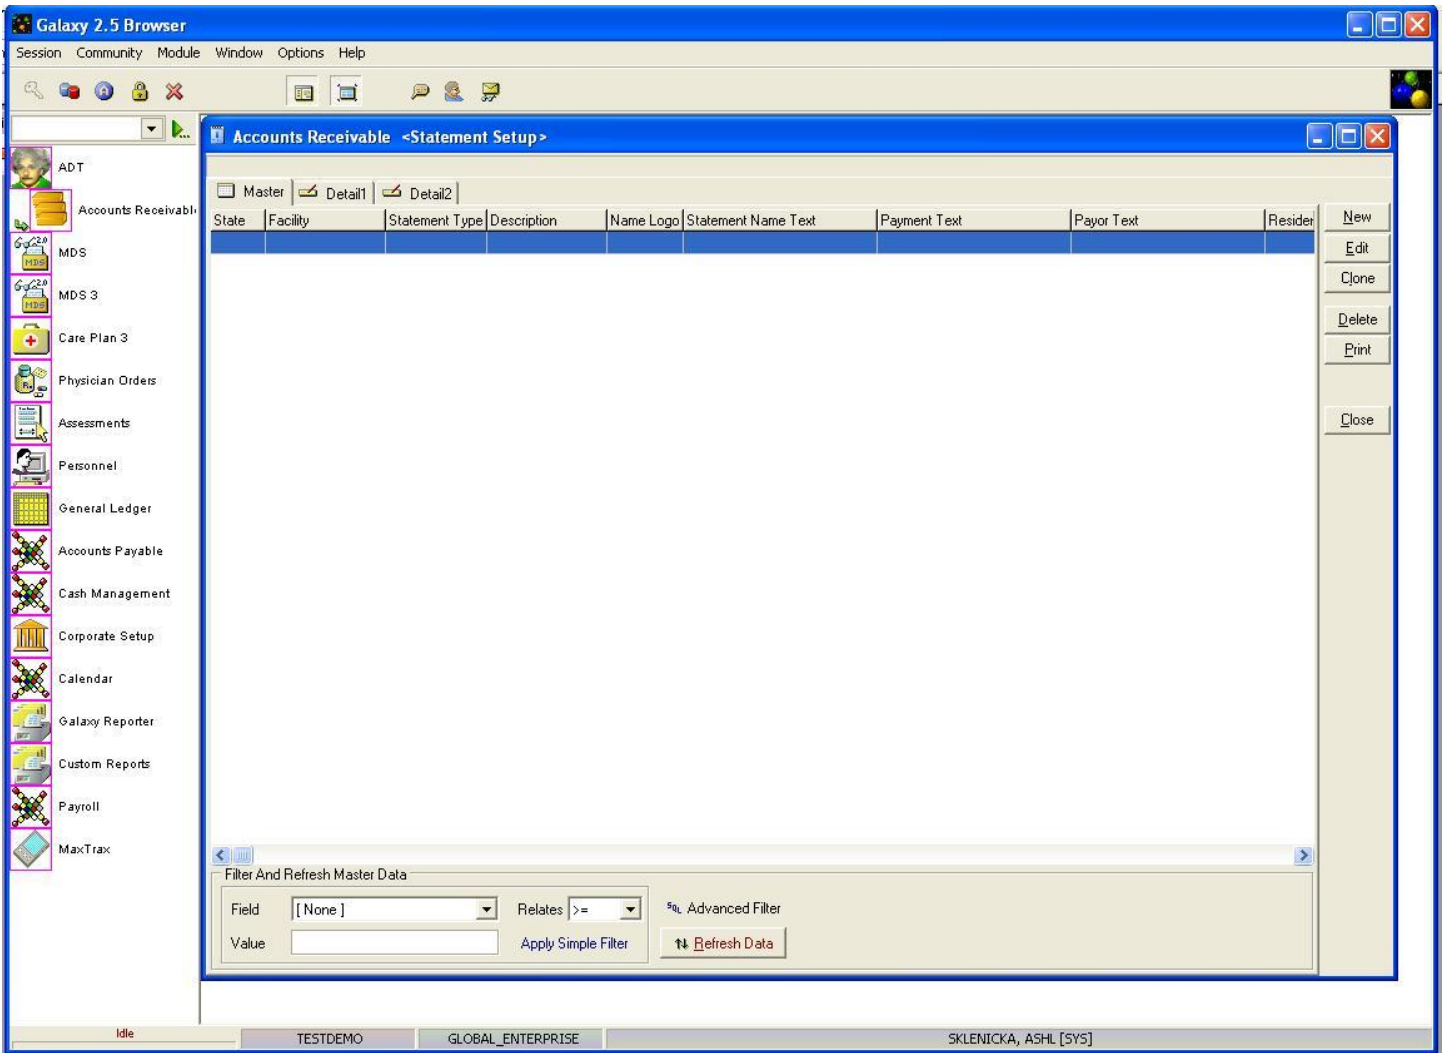 Galaxy 2.5 Browser
Session Community Module Window Options Help
Accounts Receivable <Statement Setup>
ADT
Accounts Receivabl
MDS
MDS 3
Care Plan 3
Physician Orders
Assessments
Personnel
General Ledger
Accounts Payable
Cash Management
Corporate Setup
Calendar
Galaxy Reporter
Custom Reports
Payroll
MaxTrax
Master Detail1 Detail2
State Facility Statement Type Description Name Logo Statement Name Text Payment Text Payor Text Residen
New
Edit
Clone
Delete
Print
Close
Filter And Refresh Master Data
Field [ None ] Relates >= SQL Advanced Filter
Value Apply Simple Filter Refresh Data
Idle TESTDEMO GLOBAL_ENTERPRISE SKLENICKA, ASHL [SYS]